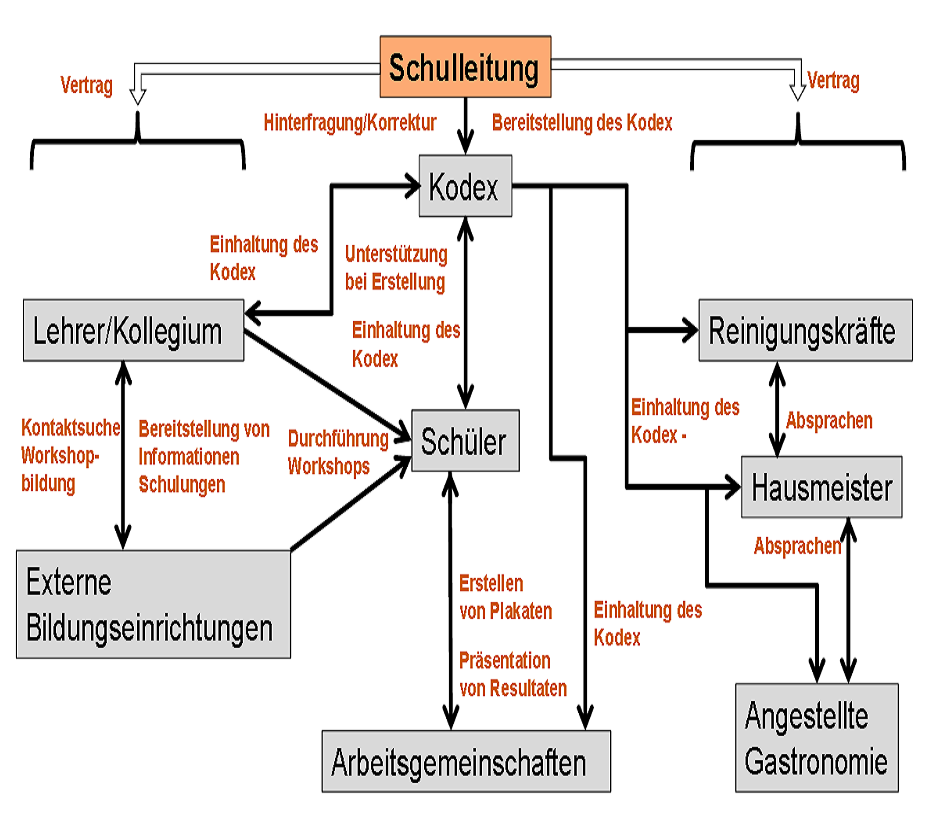 Schulleitung
Vertrag
Vertrag
Hinterfragung/Korrektur
Bereitstellung des Kodex
Kodex
Einhaltung des
Kodex
Unterstützung
bei Erstellung
Einhaltung des
Kodex
Lehrer/Kollegium
Reinigungskräfte
Kontaktsuche
Workshop-
bildung
Bereitstellung von
Informationen
Schulungen
Durchführung
Workshops
Schüler
Einhaltung des
Kodex -
Absprachen
Hausmeister
Absprachen
Externe
Bildungseinrichtungen
Erstellen
von Plakaten
Präsentation
von Resultaten
Einhaltung des
Kodex
Arbeitsgemeinschaften
Angestellte
Gastronomie